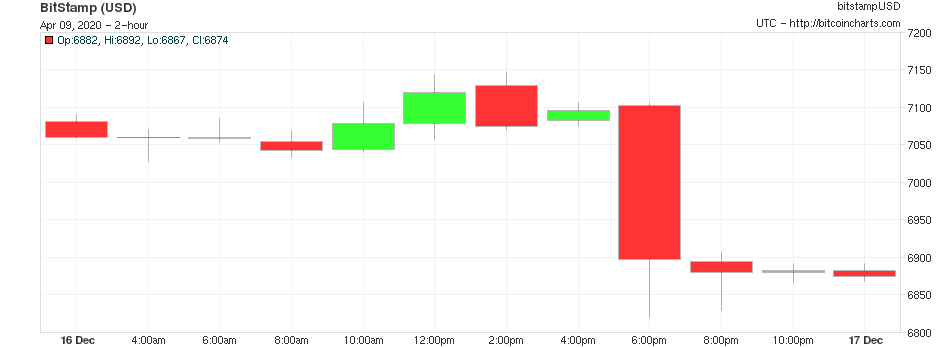 BitStamp (USD)
bitstampUSD
Apr 09, 2020 - 2-hour
UTC - http://bitcoincharts.com
Op:6882, Hi:6892, Lo:6867, Cl:6874
7200
7150
7100
7050
7000
6950
6900
6850
6800
16 Dec 4:00am 6:00am 8:00am 10:00am 12:00pm 2:00pm 4:00pm 6:00pm 8:00pm 10:00pm 17 Dec